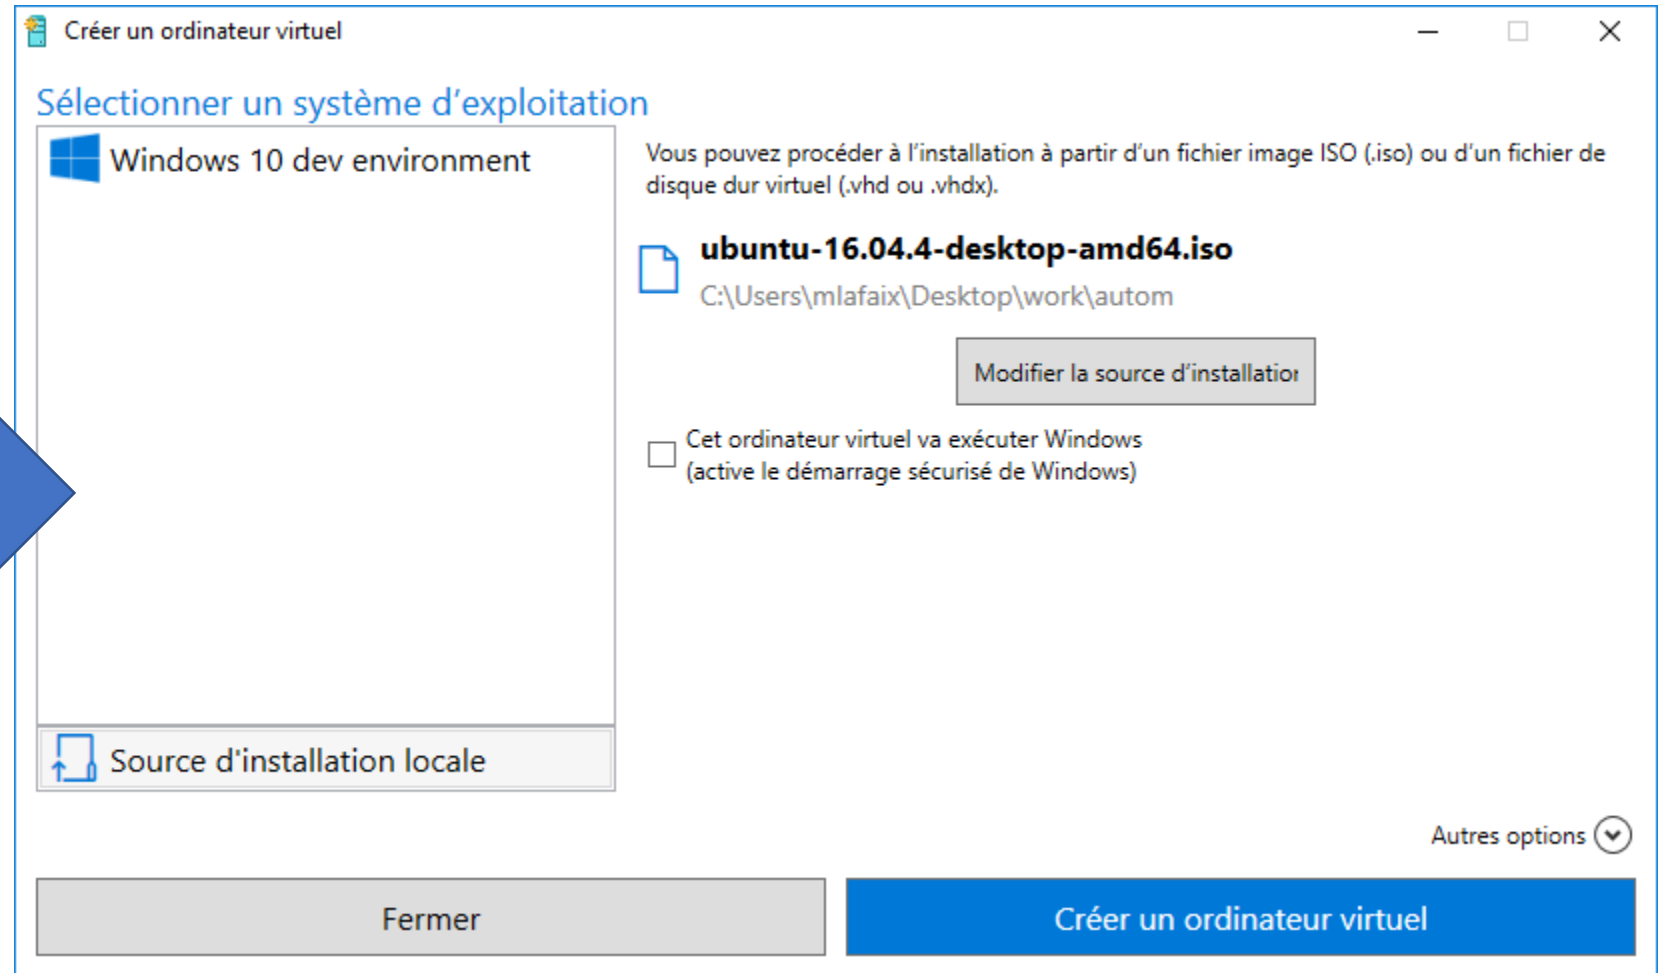 Créer un ordinateur virtuel
Sélectionner un système d’exploitation
Windows 10 dev environment
Source d'installation locale
Vous pouvez procéder à l’installation à partir d’un fichier image ISO (.iso) ou d’un fichier de
disque dur virtuel (.vhd ou .vhdx).
ubuntu-16.04.4-desktop-amd64.iso
C:\Users\mlafaix\Desktop\work\autom
Modifier la source d’installation
Cet ordinateur virtuel va exécuter Windows
(active le démarrage sécurisé de Windows)
Autres options
Fermer
Créer un ordinateur virtuel